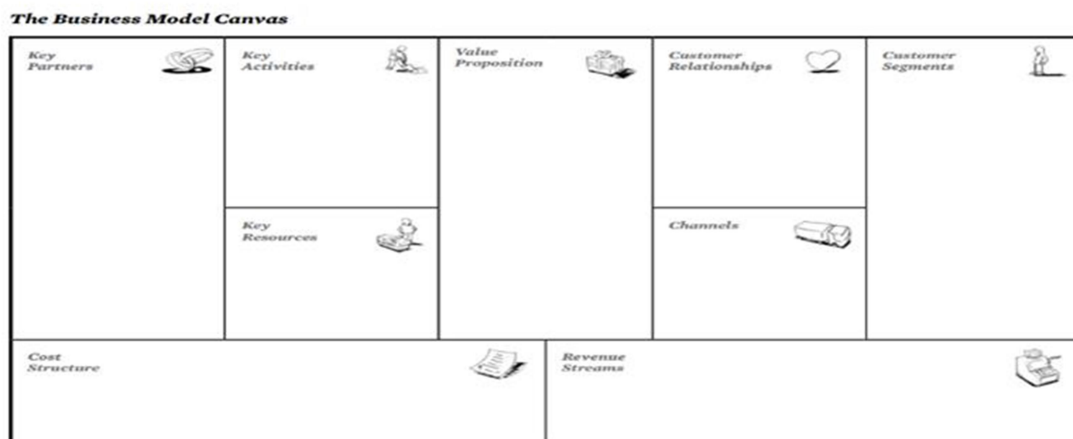 The Business Model Canvas
Key
Partners
Key
Activities
Value
Proposition
Customer
Relationships
Customer
Segments
Key
Resources
Channels
Cost
Structure
Revenue
Streams